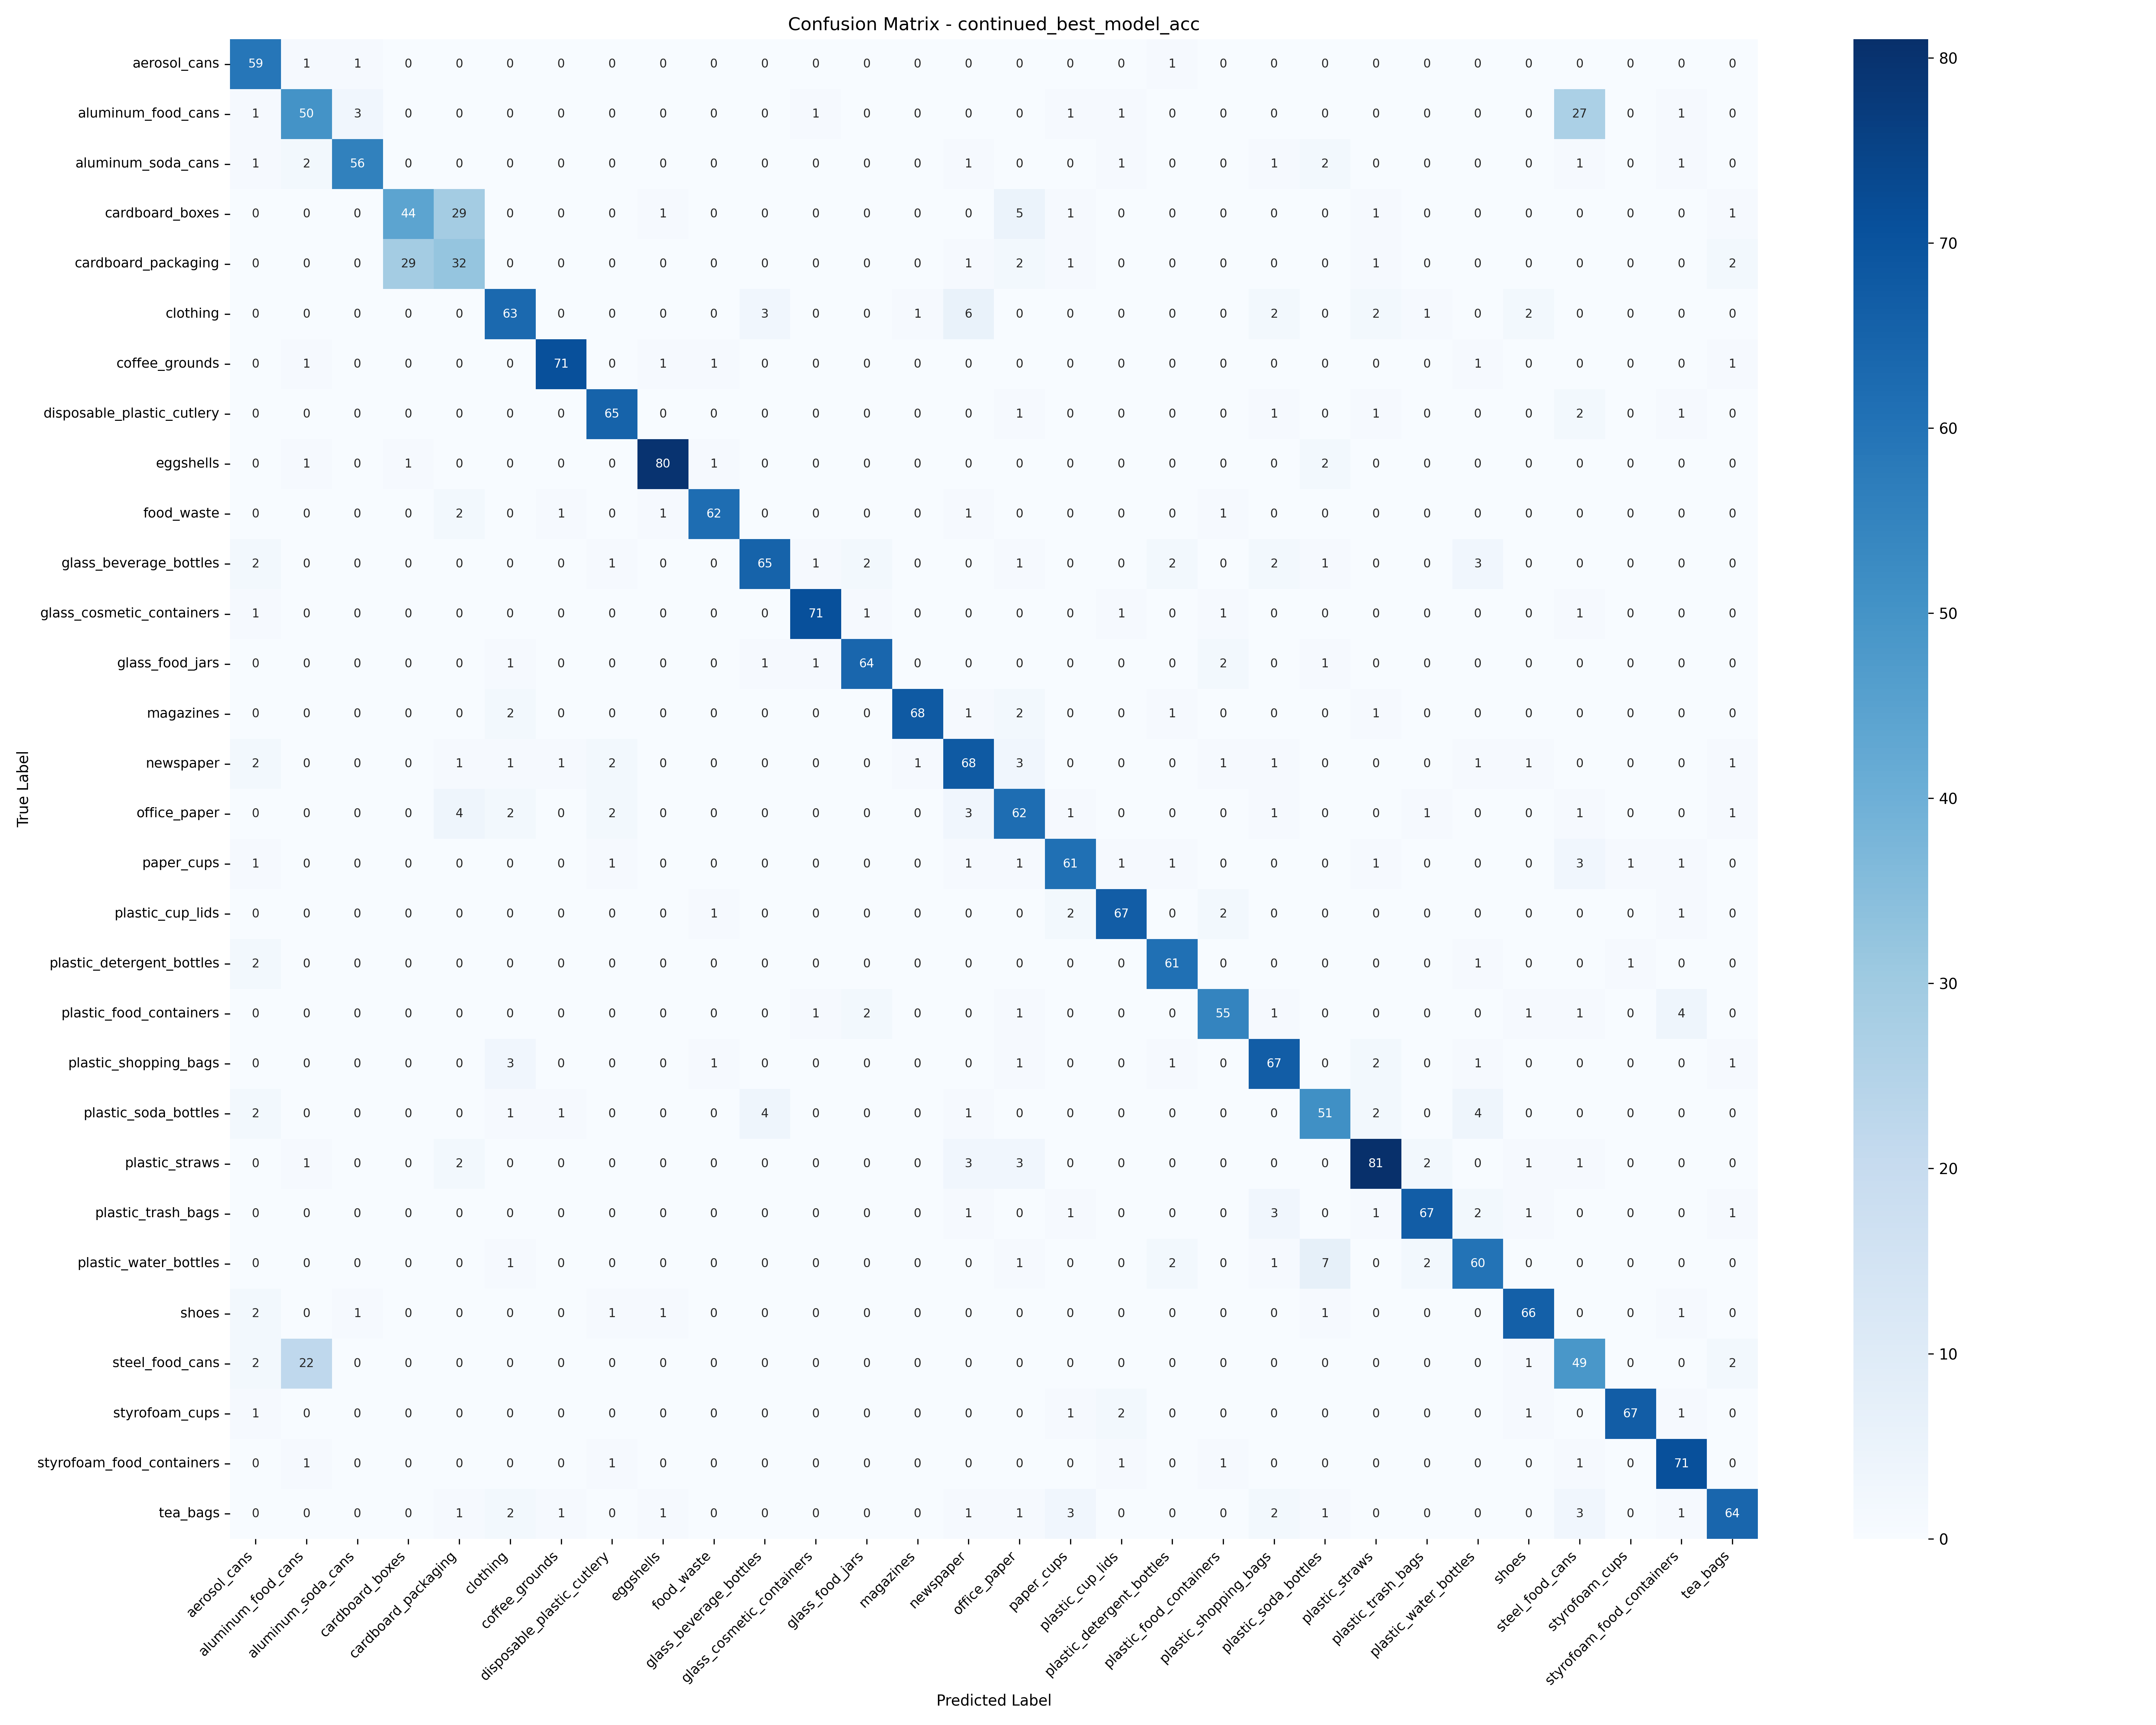 Confusion Matrix - continued_best_model_acc
aerosol_cans 59 1 1 0 0 0 0 0 0 0 0 0 0 0 0 0 0 0 1 0 0 0 0 0 0 0 0 0 0 0
aluminum_food_cans 1 50 3 0 0 0 0 0 0 0 0 1 0 0 0 0 1 1 0 0 0 0 0 0 0 0 27 0 1 0
aluminum_soda_cans 1 2 56 0 0 0 0 0 0 0 0 0 0 0 1 0 0 1 0 0 1 2 0 0 0 0 1 0 1 0
cardboard_boxes 0 0 0 44 29 0 0 0 1 0 0 0 0 0 0 5 1 0 0 0 0 0 1 0 0 0 0 0 0 1
cardboard_packaging 0 0 0 29 32 0 0 0 0 0 0 0 0 0 1 2 1 0 0 0 0 0 1 0 0 0 0 0 0 2
clothing 0 0 0 0 0 63 0 0 0 0 3 0 0 1 6 0 0 0 0 0 2 0 2 1 0 2 0 0 0 0
coffee_grounds 0 1 0 0 0 0 71 0 1 1 0 0 0 0 0 0 0 0 0 0 0 0 0 0 1 0 0 0 0 1
disposable_plastic_cutlery 0 0 0 0 0 0 0 65 0 0 0 0 0 0 0 1 0 0 0 0 1 0 1 0 0 0 2 0 1 0
eggshells 0 1 0 1 0 0 0 0 80 1 0 0 0 0 0 0 0 0 0 0 0 2 0 0 0 0 0 0 0 0
food_waste 0 0 0 0 2 0 1 0 1 62 0 0 0 0 1 0 0 0 0 1 0 0 0 0 0 0 0 0 0 0
glass_beverage_bottles 2 0 0 0 0 0 0 1 0 0 65 1 2 0 0 1 0 0 2 0 2 1 0 0 3 0 0 0 0 0
glass_cosmetic_containers 1 0 0 0 0 0 0 0 0 0 0 71 1 0 0 0 0 1 0 1 0 0 0 0 0 0 1 0 0 0
glass_food_jars 0 0 0 0 0 1 0 0 0 0 1 1 64 0 0 0 0 0 0 2 0 1 0 0 0 0 0 0 0 0
magazines 0 0 0 0 0 2 0 0 0 0 0 0 0 68 1 2 0 0 1 0 0 0 1 0 0 0 0 0 0 0
newspaper 2 0 0 0 1 1 1 2 0 0 0 0 0 1 68 3 0 0 0 1 1 0 0 0 1 1 0 0 0 1
office_paper 0 0 0 0 4 2 0 2 0 0 0 0 0 0 3 62 1 0 0 0 1 0 0 1 0 0 1 0 0 1
paper_cups 1 0 0 0 0 0 0 1 0 0 0 0 0 0 1 1 61 1 1 0 0 0 1 0 0 0 3 1 1 0
plastic_cup_lids 0 0 0 0 0 0 0 0 0 1 0 0 0 0 0 0 2 67 0 2 0 0 0 0 0 0 0 0 1 0
plastic_detergent_bottles 2 0 0 0 0 0 0 0 0 0 0 0 0 0 0 0 0 0 61 0 0 0 0 0 1 0 0 1 0 0
plastic_food_containers 0 0 0 0 0 0 0 0 0 0 0 1 2 0 0 1 0 0 0 55 1 0 0 0 0 1 1 0 4 0
plastic_shopping_bags 0 0 0 0 0 3 0 0 0 1 0 0 0 0 0 1 0 0 1 0 67 0 2 0 1 0 0 0 0 1
plastic_soda_bottles 2 0 0 0 0 1 1 0 0 0 4 0 0 0 1 0 0 0 0 0 0 51 2 0 4 0 0 0 0 0
plastic_straws 0 1 0 0 2 0 0 0 0 0 0 0 0 0 3 3 0 0 0 0 0 0 81 2 0 1 1 0 0 0
plastic_trash_bags 0 0 0 0 0 0 0 0 0 0 0 0 0 0 1 0 1 0 0 0 3 0 1 67 2 1 0 0 0 1
plastic_water_bottles 0 0 0 0 0 1 0 0 0 0 0 0 0 0 0 1 0 0 2 0 1 7 0 2 60 0 0 0 0 0
shoes 2 0 1 0 0 0 0 1 1 0 0 0 0 0 0 0 0 0 0 0 0 1 0 0 0 66 0 0 1 0
steel_food_cans 2 22 0 0 0 0 0 0 0 0 0 0 0 0 0 0 0 0 0 0 0 0 0 0 0 1 49 0 0 2
styrofoam_cups 1 0 0 0 0 0 0 0 0 0 0 0 0 0 0 0 1 2 0 0 0 0 0 0 0 1 0 67 1 0
styrofoam_food_containers 0 1 0 0 0 0 0 1 0 0 0 0 0 0 0 0 0 1 0 1 0 0 0 0 0 0 1 0 71 0
tea_bags 0 0 0 0 1 2 1 0 1 0 0 0 0 0 1 1 3 0 0 0 2 1 0 0 0 0 3 0 1 64
True Label
aerosol_cans
aluminum_food_cans
aluminum_soda_cans
cardboard_boxes
cardboard_packaging
clothing
coffee_grounds
disposable_plastic_cutlery
eggshells
food_waste
glass_beverage_bottles
glass_cosmetic_containers
glass_food_jars
magazines
newspaper
office_paper
paper_cups
plastic_cup_lids
plastic_detergent_bottles
plastic_food_containers
plastic_shopping_bags
plastic_soda_bottles
plastic_straws
plastic_trash_bags
plastic_water_bottles
shoes
steel_food_cans
styrofoam_cups
styrofoam_food_containers
tea_bags
Predicted Label
80
70
60
50
40
30
20
10
0